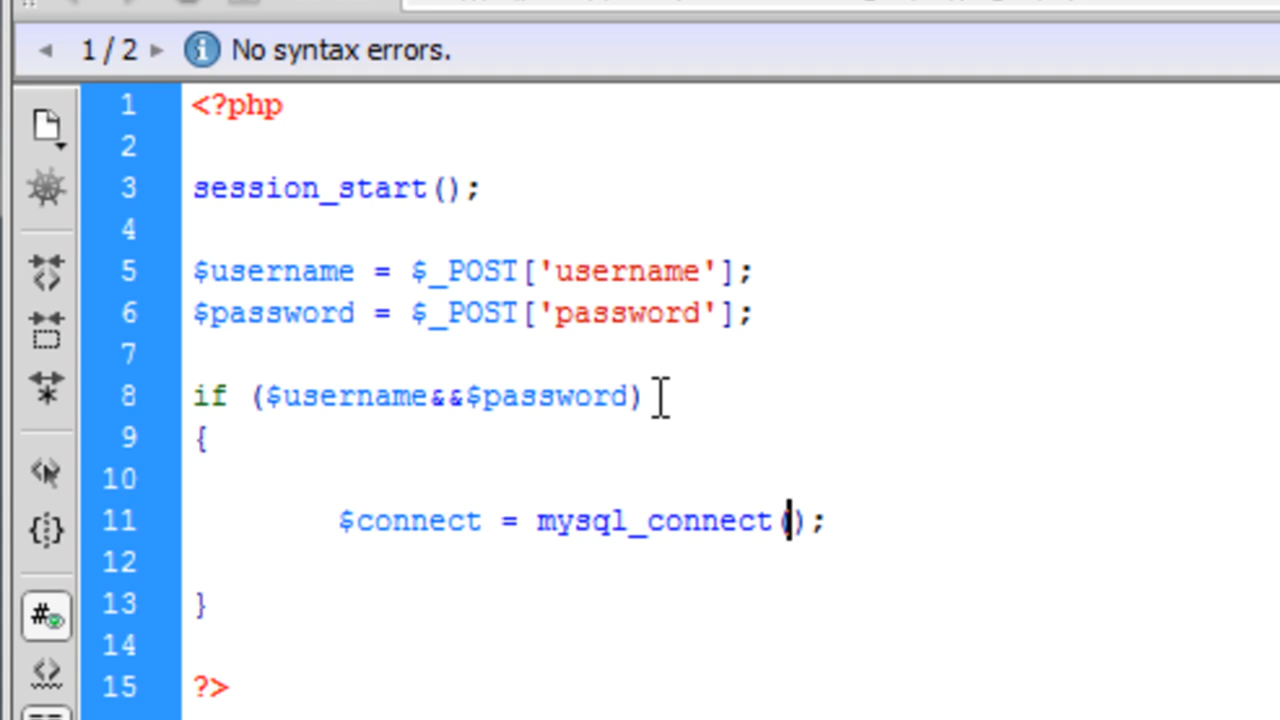 1 / 2 No syntax errors.
1 <?php
2
3 session_start();
4
5 $username = $_POST['username'];
6 $password = $_POST['password'];
7
8 if ($username&&$password)
9 {
10
11 $connect = mysql_connect();
12
13 }
14
15 ?>